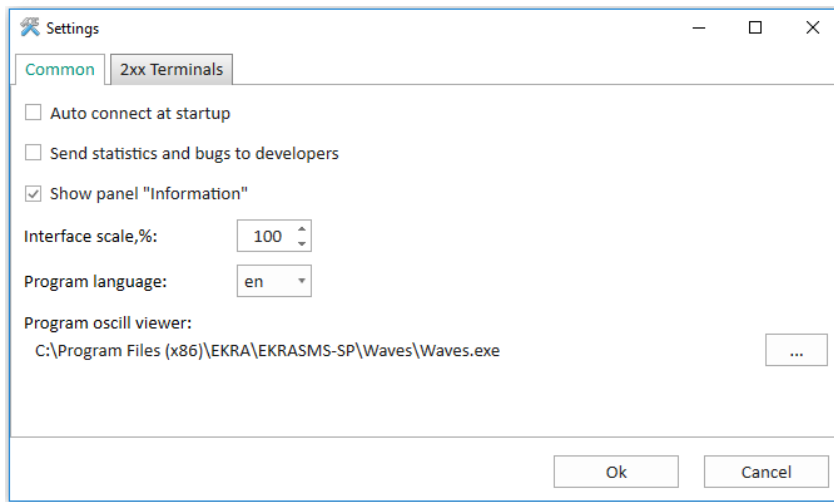 Settings
Common 2xx Terminals
Auto connect at startup
Send statistics and bugs to developers
Show panel "Information"
Interface scale,%: 100
Program language: en
Program oscill viewer:
C:\Program Files (x86)\EKRA\EKRASMS-SP\Waves\Waves.exe ...
Ok Cancel